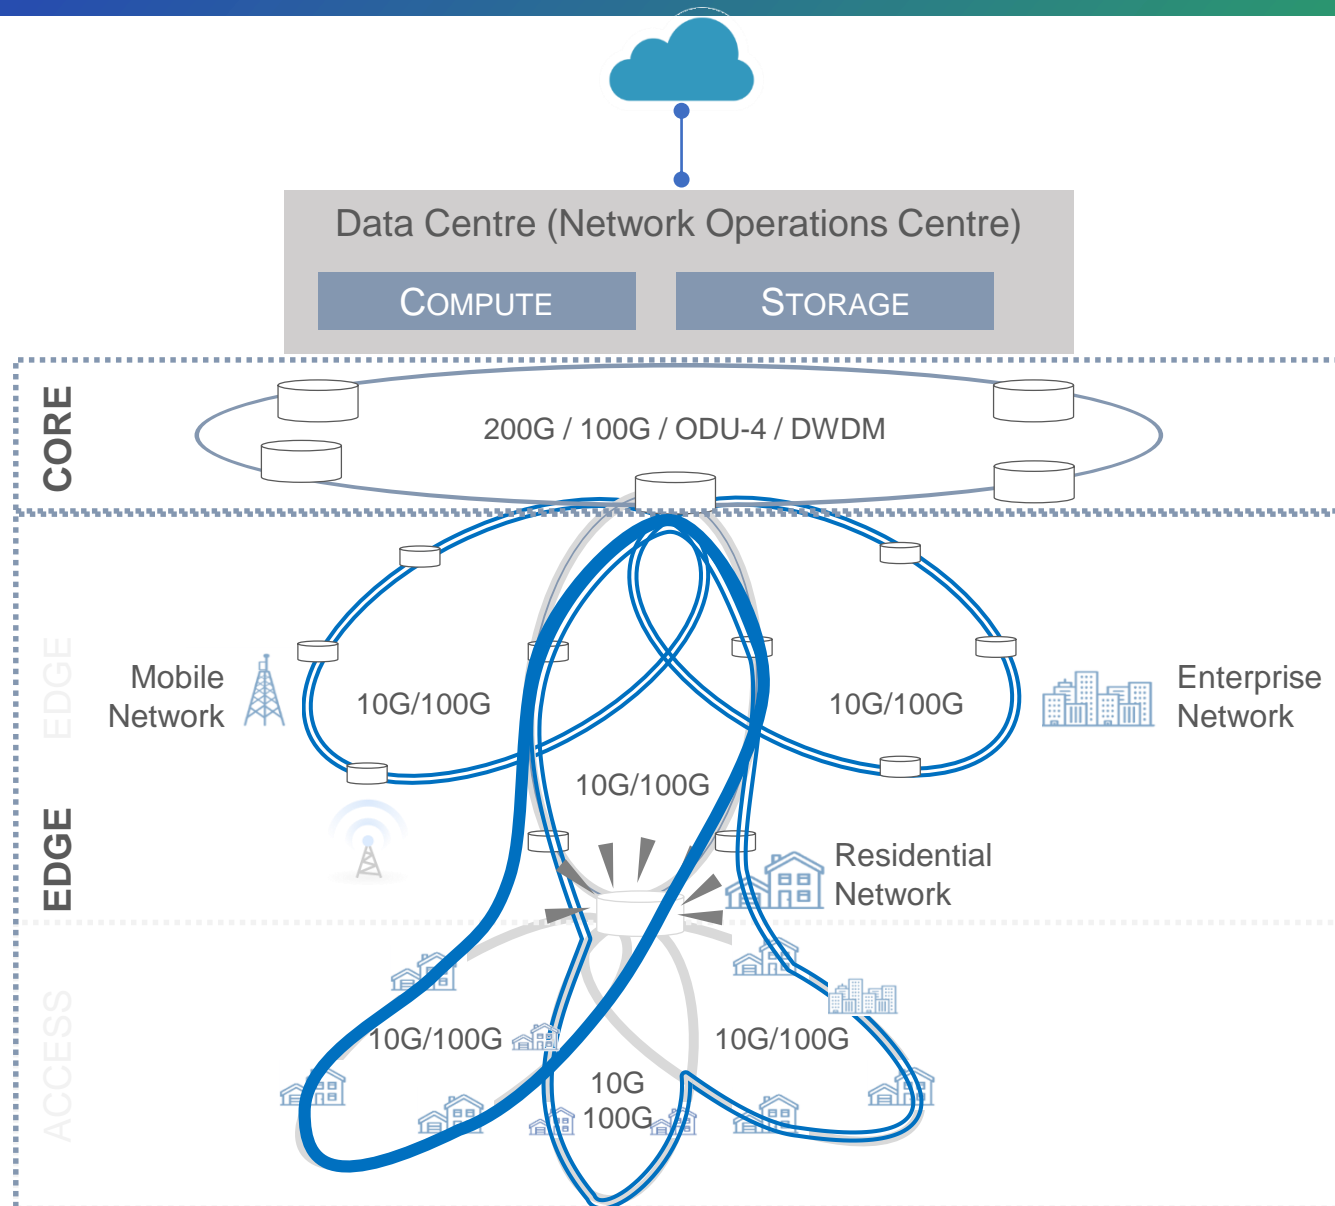 Data Centre (Network Operations Centre)
COMPUTE
STORAGE
CORE
200G / 100G / ODU-4 / DWDM
EDGE
Mobile
Network
10G/100G
10G/100G
Enterprise
Network
10G/100G
EDGE
Residential
Network
ACCESS
10G/100G
10G/100G
10G
100G